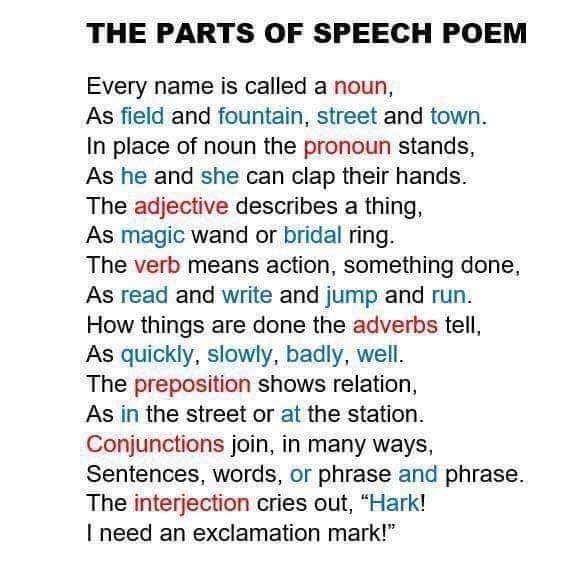 THE PARTS OF SPEECH POEM
Every name is called a noun,
As field and fountain, street and town.
In place of noun the pronoun stands,
As he and she can clap their hands.
The adjective describes a thing,
As magic wand or bridal ring.
The verb means action, something done,
As read and write and jump and run.
How things are done the adverbs tell,
As quickly, slowly, badly, well.
The preposition shows relation,
As in the street or at the station.
Conjunctions join, in many ways,
Sentences, words, or phrase and phrase.
The interjection cries out, “Hark!
I need an exclamation mark!”